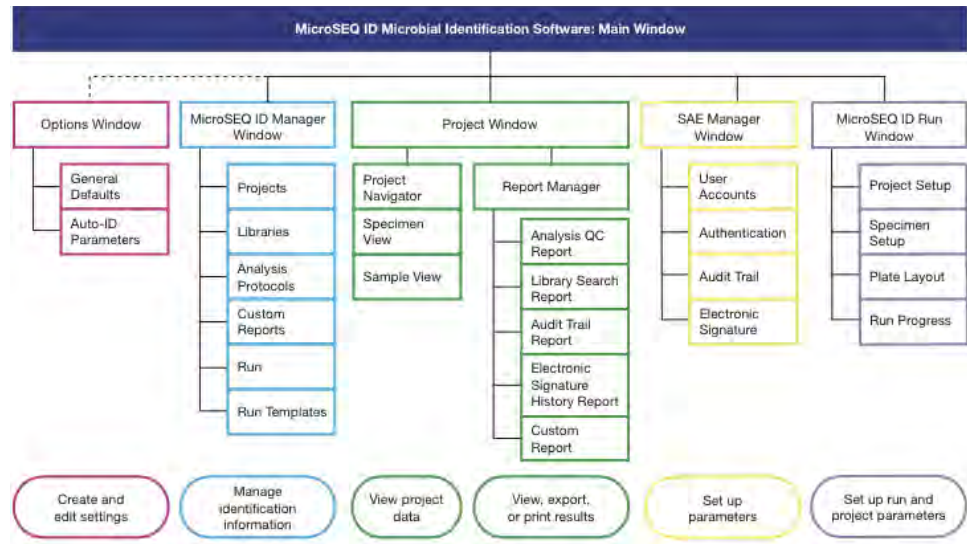 MicroSEQ ID Microbial Identification Software: Main Window
Options Window
General
Defaults
Auto-ID
Parameters
MicroSEQ ID Manager
Window
Projects
Libraries
Analysis
Protocols
Custom
Reports
Run
Run Templates
Project Window
Project
Navigator
Specimen
View
Sample View
Report Manager
Analysis QC
Report
Library Search
Report
Audit Trail
Report
Electronic
Signature
History Report
Custom
Report
SAE Manager
Window
User
Accounts
Authentication
Audit Trail
Electronic
Signature
MicroSEQ ID Run
Window
Project Setup
Specimen
Setup
Plate Layout
Run Progress
Create and
edit settings
Manage
identification
information
View project
data
View, export,
or print results
Set up
parameters
Set up run and
project parameters